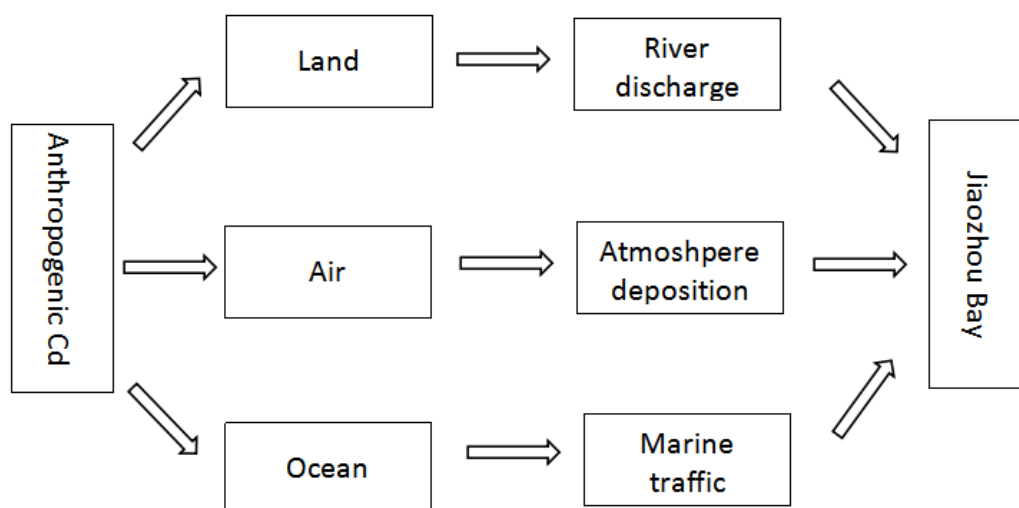 Anthropogenic Cd
Land
River
discharge
Air
Atmoshpere
deposition
Ocean
Marine
traffic
Jiaozhou Bay